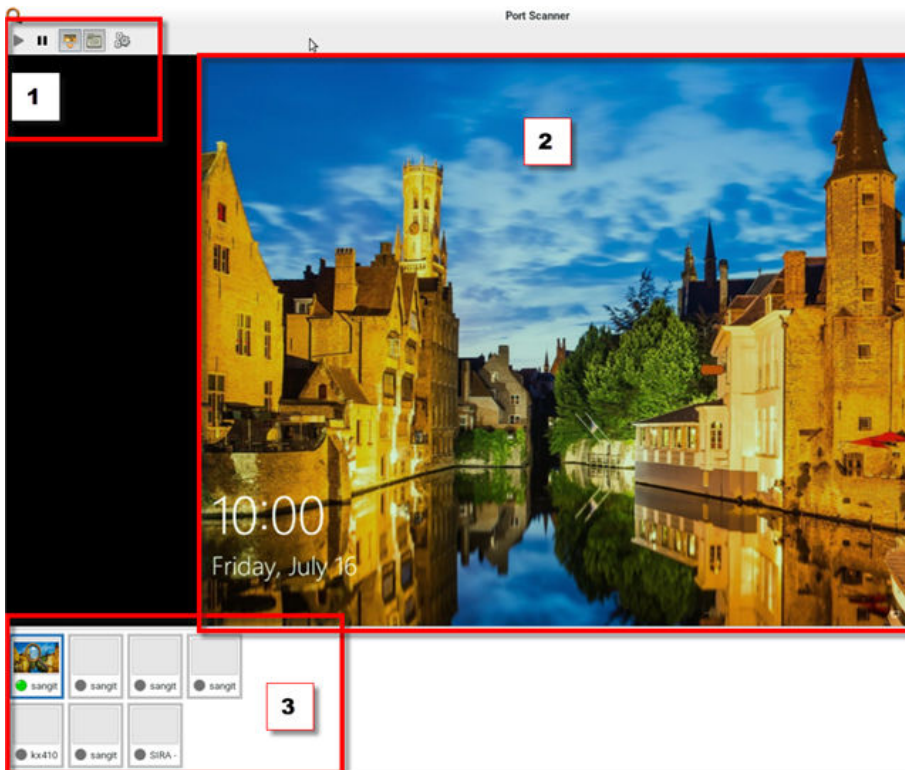 Port Scanner
1
2
10:00
Friday, July 16
sangit
sangit
sangit
sangit
3
kx410
sangit
SIRA -